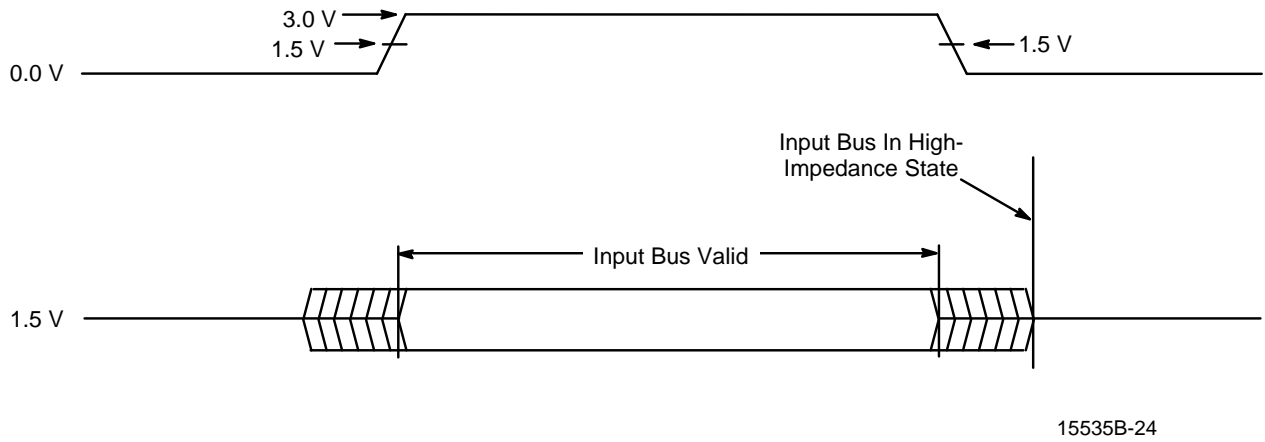 3.0 V
1.5 V
1.5 V
0.0 V
Input Bus In High-
Impedance State
Input Bus Valid
1.5 V
15535B-24